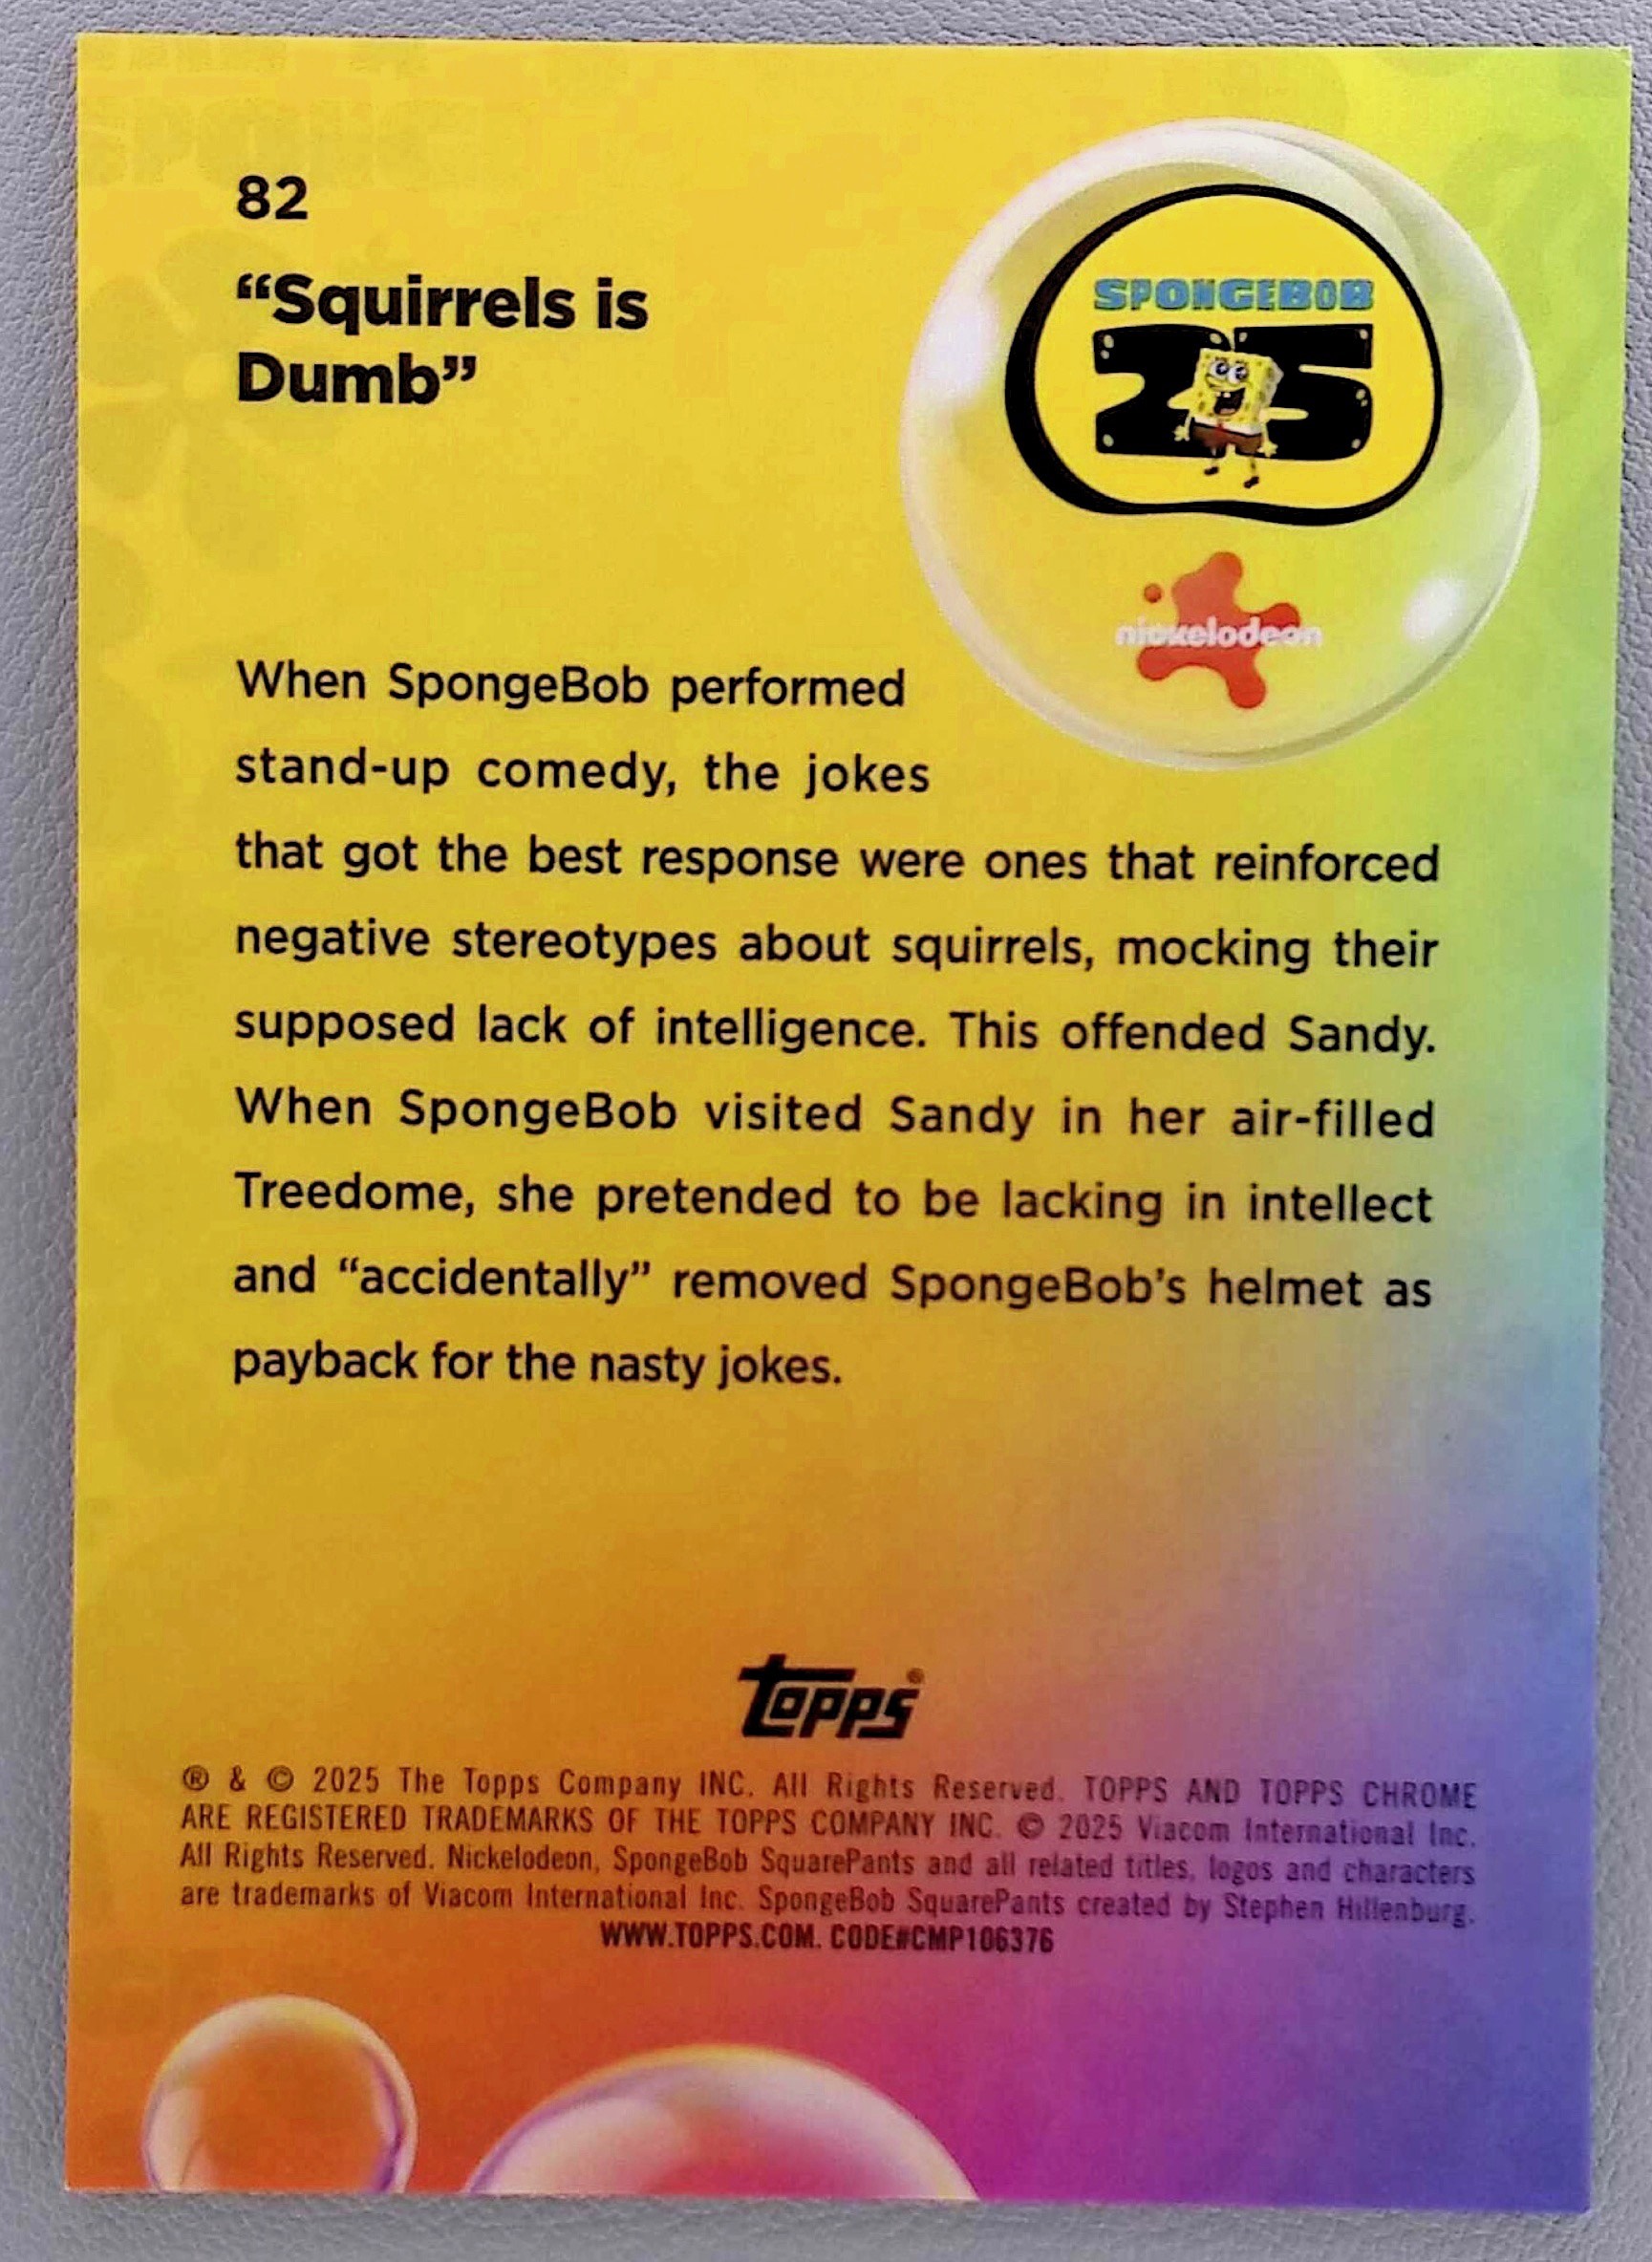 82
“Squirrels is
Dumb”
SPONGEBOB
25
nickelodeon
When SpongeBob performed
stand-up comedy, the jokes
that got the best response were ones that reinforced
negative stereotypes about squirrels, mocking their
supposed lack of intelligence. This offended Sandy.
When SpongeBob visited Sandy in her air-filled
Treedome, she pretended to be lacking in intellect
and “accidentally” removed SpongeBob’s helmet as
payback for the nasty jokes.
topps®
® & © 2025 The Topps Company INC. All Rights Reserved. TOPPS AND TOPPS CHROME
ARE REGISTERED TRADEMARKS OF THE TOPPS COMPANY INC. © 2025 Viacom International Inc.
All Rights Reserved. Nickelodeon, SpongeBob SquarePants and all related titles, logos and characters
are trademarks of Viacom International Inc. SpongeBob SquarePants created by Stephen Hillenburg.
WWW.TOPPS.COM. CODE#CMP106376